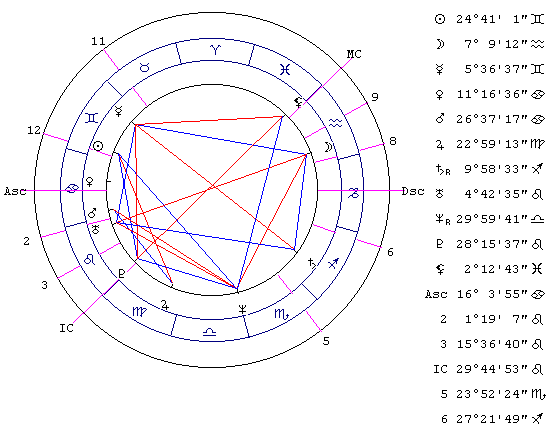 11
MC
9
8
Dsc
6
5
IC
3
2
Asc
12
☉ 24°41' 1"♊
☽ 7° 9'12"♒
☿ 5°36'37"♊
♀ 11°16'36"♋
♂ 26°37'17"♋
♃ 22°59'13"♍
♄R 9°58'33"♐
♅ 4°42'35"♌
♆R 29°59'41"♎
♇ 28°15'37"♌
⚸ 2°12'43"♓
Asc 16° 3'55"♋
2 1°19' 7"♌
3 15°36'40"♌
IC 29°44'53"♌
5 23°52'24"♏
6 27°21'49"♐